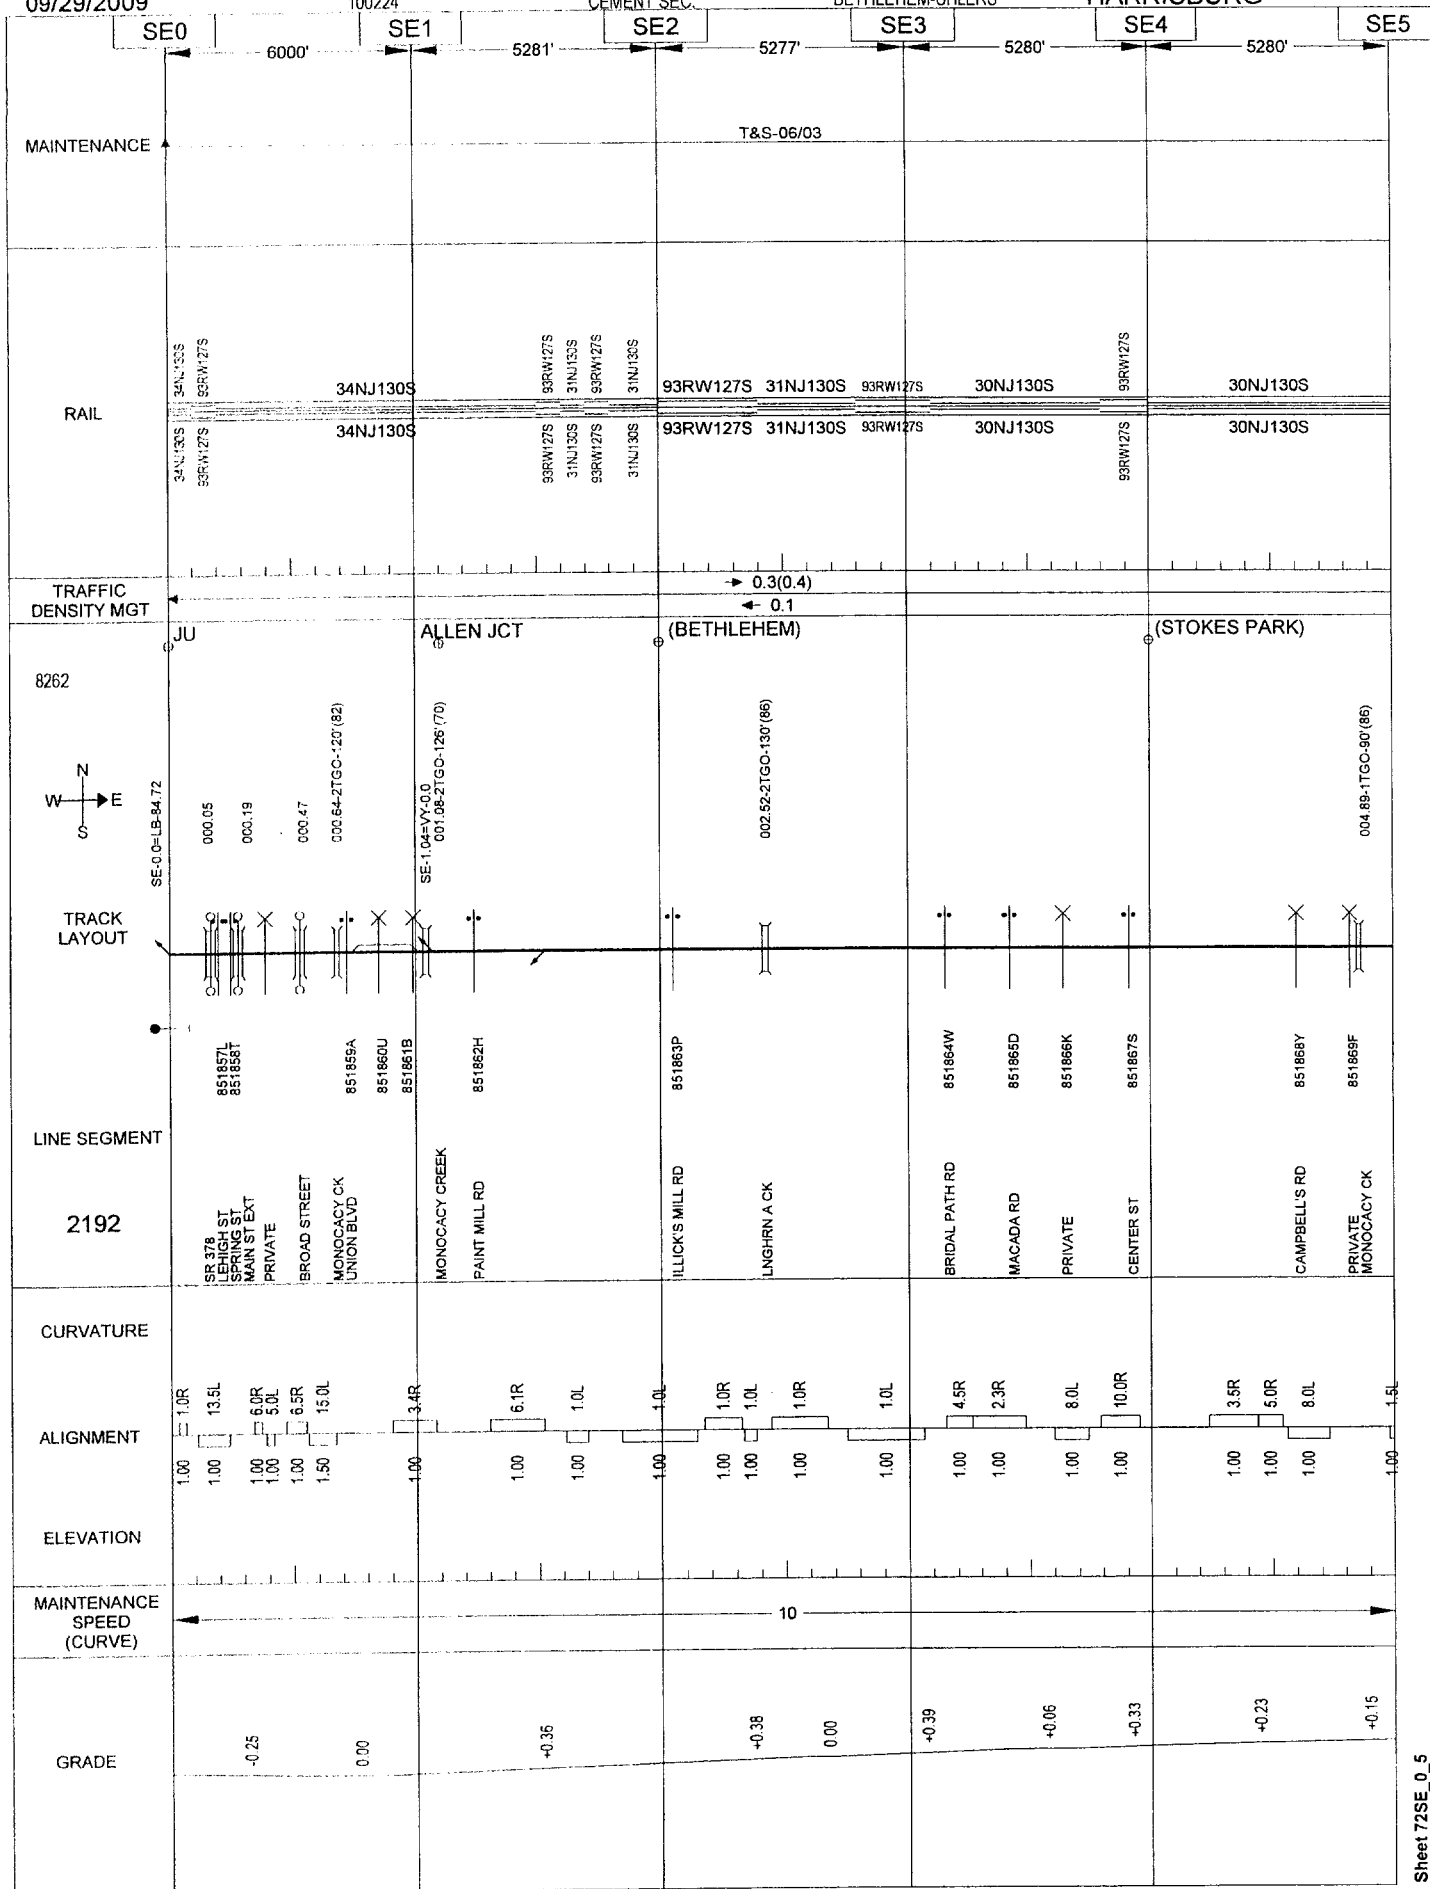 09/29/2009 100224 CEMENT SEC. BETHLEHEM-UHLERS HARRISBURG
SE0 SE1 SE2 SE3 SE4 SE5
6000' 5281' 5277' 5280' 5280'
MAINTENANCE
T&S-06/03
RAIL
34NJ130S 93RW127S 34NJ130S 93RW127S 31NJ130S 93RW127S 31NJ130S 93RW127S 31NJ130S 93RW127S 30NJ130S 93RW127S 30NJ130S
34NJ130S 93RW127S 34NJ130S 93RW127S 31NJ130S 93RW127S 31NJ130S 93RW127S 31NJ130S 93RW127S 30NJ130S 93RW127S 30NJ130S
TRAFFIC
DENSITY MGT
0.3(0.4)
0.1
JU ALLEN JCT (BETHLEHEM) (STOKES PARK)
8262
N
W E
S
SE-0.0=LB-84.72
000.05
000.19
000.47
000.64-2TGO-120'(82)
SE-1.04=VY-0.0
001.08-2TGO-126'(70)
002.52-2TGO-130'(86)
004.89-1TGO-90'(86)
TRACK
LAYOUT
851857L
851858T
851859A
851860U
851861B
851862H
851863P
851864W
851865D
851866K
851867S
851868Y
851869F
LINE SEGMENT
2192
SR 378
LEHIGH ST
SPRING ST
MAIN ST EXT
PRIVATE
BROAD STREET
MONOCACY CK
UNION BLVD
MONOCACY CREEK
PAINT MILL RD
ILLICK'S MILL RD
LNGHRN A CK
BRIDAL PATH RD
MACADA RD
PRIVATE
CENTER ST
CAMPBELL'S RD
PRIVATE
MONOCACY CK
CURVATURE
1.0R 13.5L 6.0R 5.0L 6.5R 15.0L 3.4R 6.1R 1.0L 1.0L 1.0R 1.0L 1.0R 1.0L 4.5R 2.3R 8.0L 10.0R 3.5R 5.0R 8.0L 1.5L
ALIGNMENT
1.00 1.00 1.00 1.00 1.00 1.50 1.00 1.00 1.00 1.00 1.00 1.00 1.00 1.00 1.00 1.00 1.00 1.00 1.00 1.00 1.00 1.00
ELEVATION
MAINTENANCE
SPEED
(CURVE)
10
GRADE
-0.25 0.00 +0.36 +0.38 0.00 +0.39 +0.06 +0.33 +0.23 +0.15
Sheet 72SE_0_5